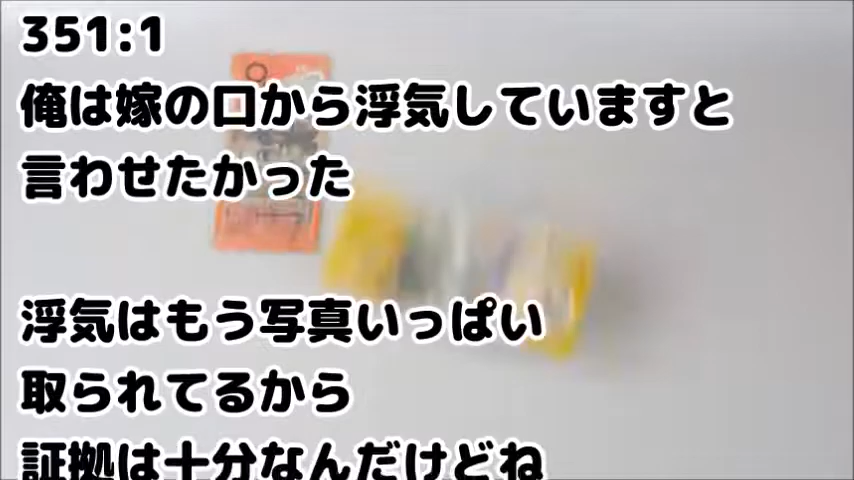 351:1
俺は嫁の口から浮気していますと
言わせたかった
浮気はもう写真いっぱい
取られてるから
証拠は十分なんだけどね